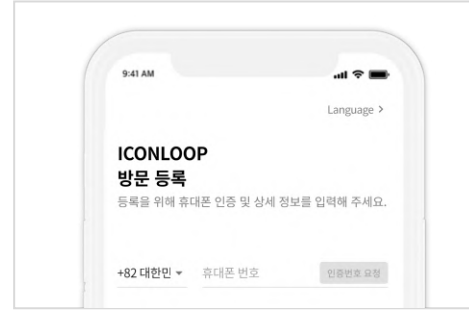 9:41 AM
Language >
ICONLOOP
방문 등록
등록을 위해 휴대폰 인증 및 상세 정보를 입력해 주세요.
+82 대한민 휴대폰 번호 인증번호 요청